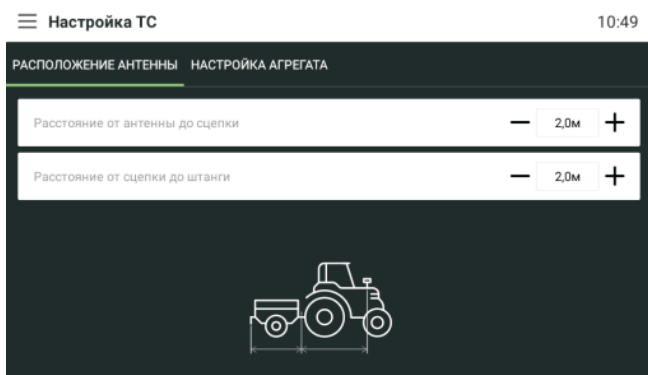 Настройка ТС 10:49
РАСПОЛОЖЕНИЕ АНТЕННЫ НАСТРОЙКА АГРЕГАТА
Расстояние от антенны до сцепки — 2,0м +
Расстояние от сцепки до штанги — 2,0м +